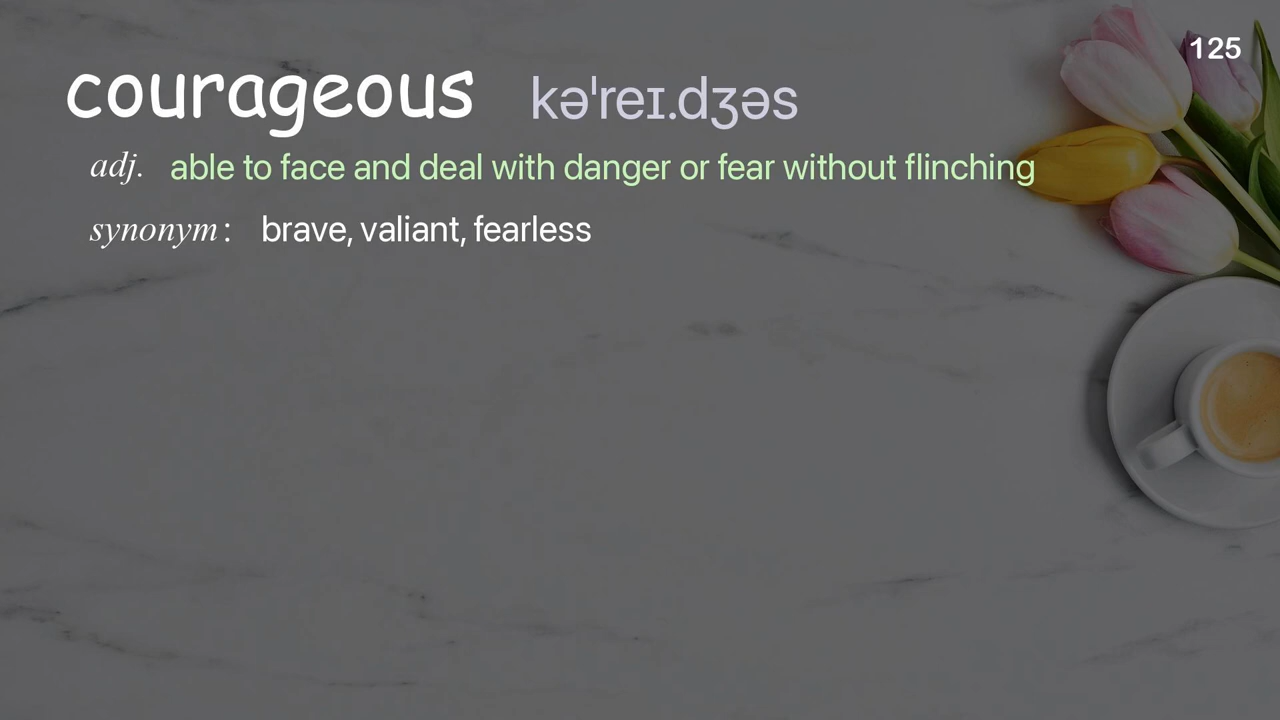 125
courageous kəˈreɪ.dʒəs
adj. able to face and deal with danger or fear without flinching
synonym : brave, valiant, fearless